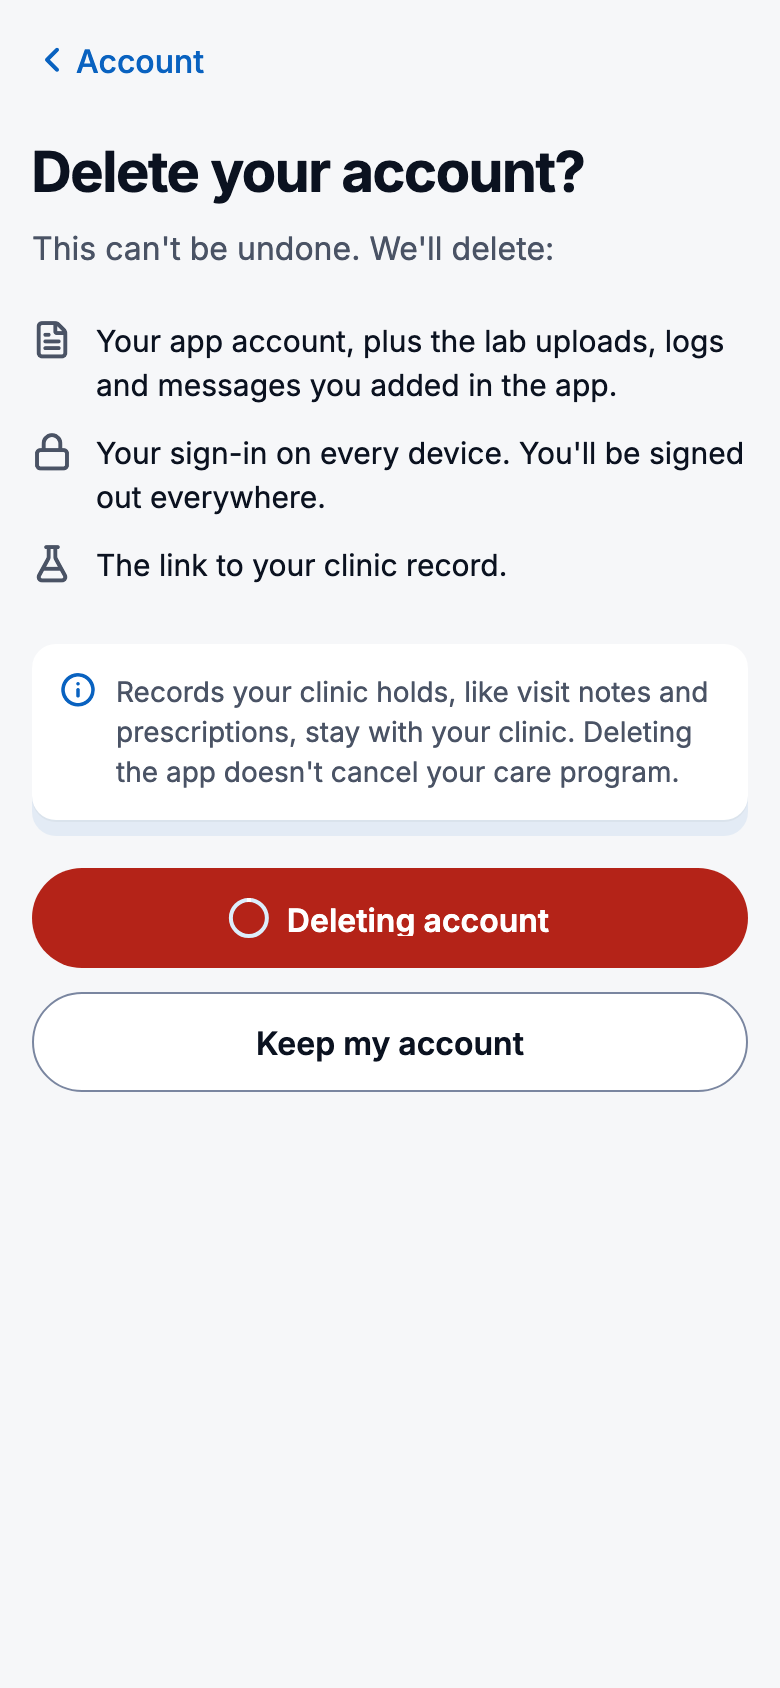 Account
Delete your account?
This can't be undone. We'll delete:
Your app account, plus the lab uploads, logs
and messages you added in the app.
Your sign-in on every device. You'll be signed
out everywhere.
The link to your clinic record.
Records your clinic holds, like visit notes and
prescriptions, stay with your clinic. Deleting
the app doesn't cancel your care program.
Deleting account
Keep my account